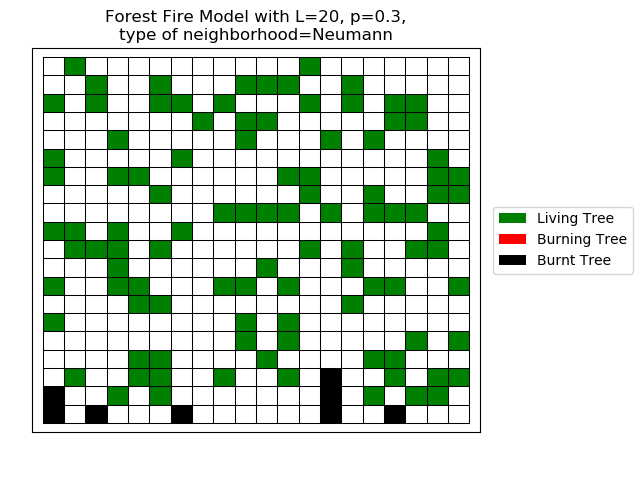 Forest Fire Model with L=20, p=0.3,
type of neighborhood=Neumann
Living Tree
Burning Tree
Burnt Tree